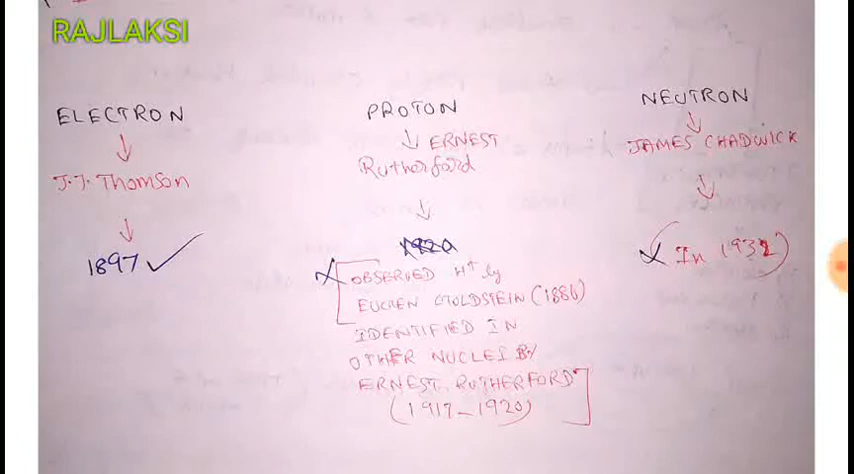 RAJLAKSI
ELECTRON
J.J. Thomson
1897
PROTON
ERNEST
Rutherford
1920
OBSERVED H+ by
EUGEN GOLDSTEIN (1886)
IDENTIFIED IN
OTHER NUCLEI BY
ERNEST RUTHERFORD
(1917-1920)
NEUTRON
JAMES CHADWICK
In 1932)